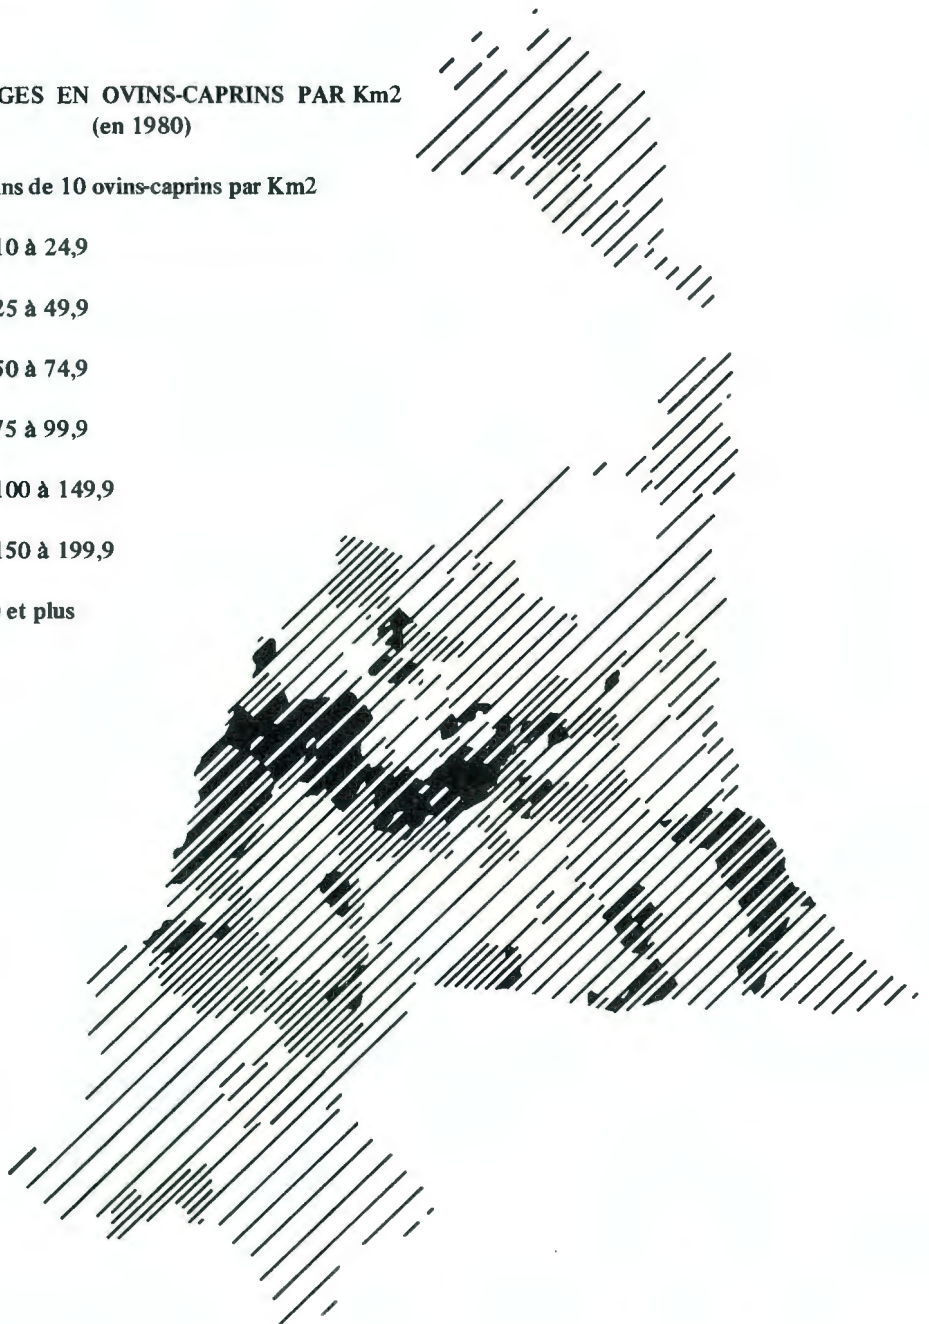 GES EN OVINS-CAPRINS PAR Km2
(en 1980)
ns de 10 ovins-caprins par Km2
10 à 24,9
25 à 49,9
50 à 74,9
75 à 99,9
100 à 149,9
150 à 199,9
et plus